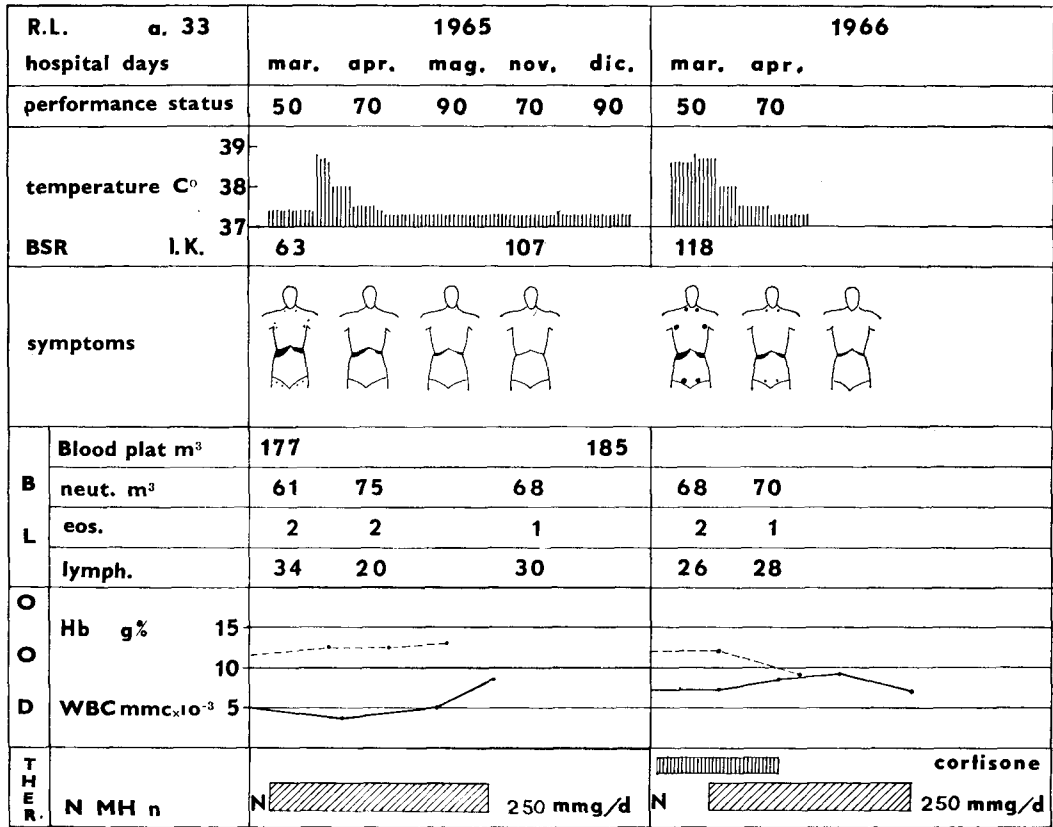 R.L. a. 33 1965 1966
hospital days mar. apr. mag. nov. dic. mar. apr.
performance status 50 70 90 70 90 50 70
39
temperature C° 38
37
BSR I.K. 63 107 118
symptoms
Blood plat m³ 177 185
neut. m³ 61 75 68 68 70
eos. 2 2 1 2 1
lymph. 34 20 30 26 28
BLOOD
Hb g% 15
10
WBC mmc x 10⁻³ 5
THER.
cortisone
N MH n N 250 mmg/d N 250 mmg/d